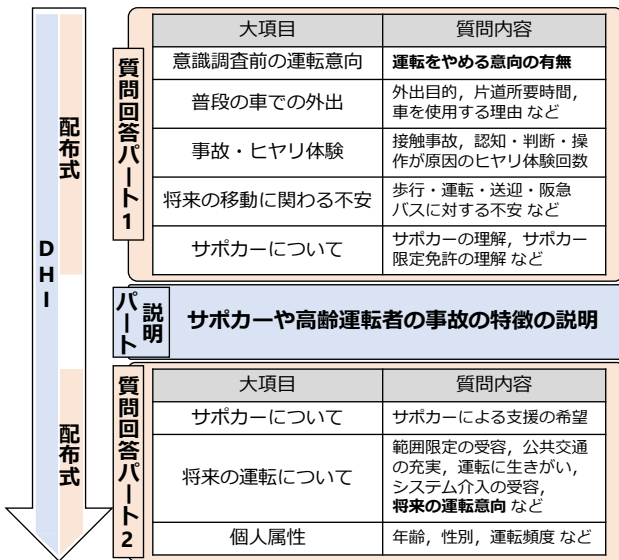 DHI
配布式
質問回答パート1
大項目
質問内容
意識調査前の運転意向
運転をやめる意向の有無
普段の車での外出
外出目的，片道所要時間，
車を使用する理由 など
事故・ヒヤリ体験
接触事故，認知・判断・操
作が原因のヒヤリ体験回数
将来の移動に関わる不安
歩行・運転・送迎・阪急
バスに対する不安 など
サポカーについて
サポカーの理解，サポカー
限定免許の理解 など
説明
パート
サポカーや高齢運転者の事故の特徴の説明
配布式
質問回答パート2
大項目
質問内容
サポカーについて
サポカーによる支援の希望
将来の運転について
範囲限定の受容，公共交通
の充実，運転に生きがい，
システム介入の受容，
将来の運転意向 など
個人属性
年齢，性別，運転頻度 など